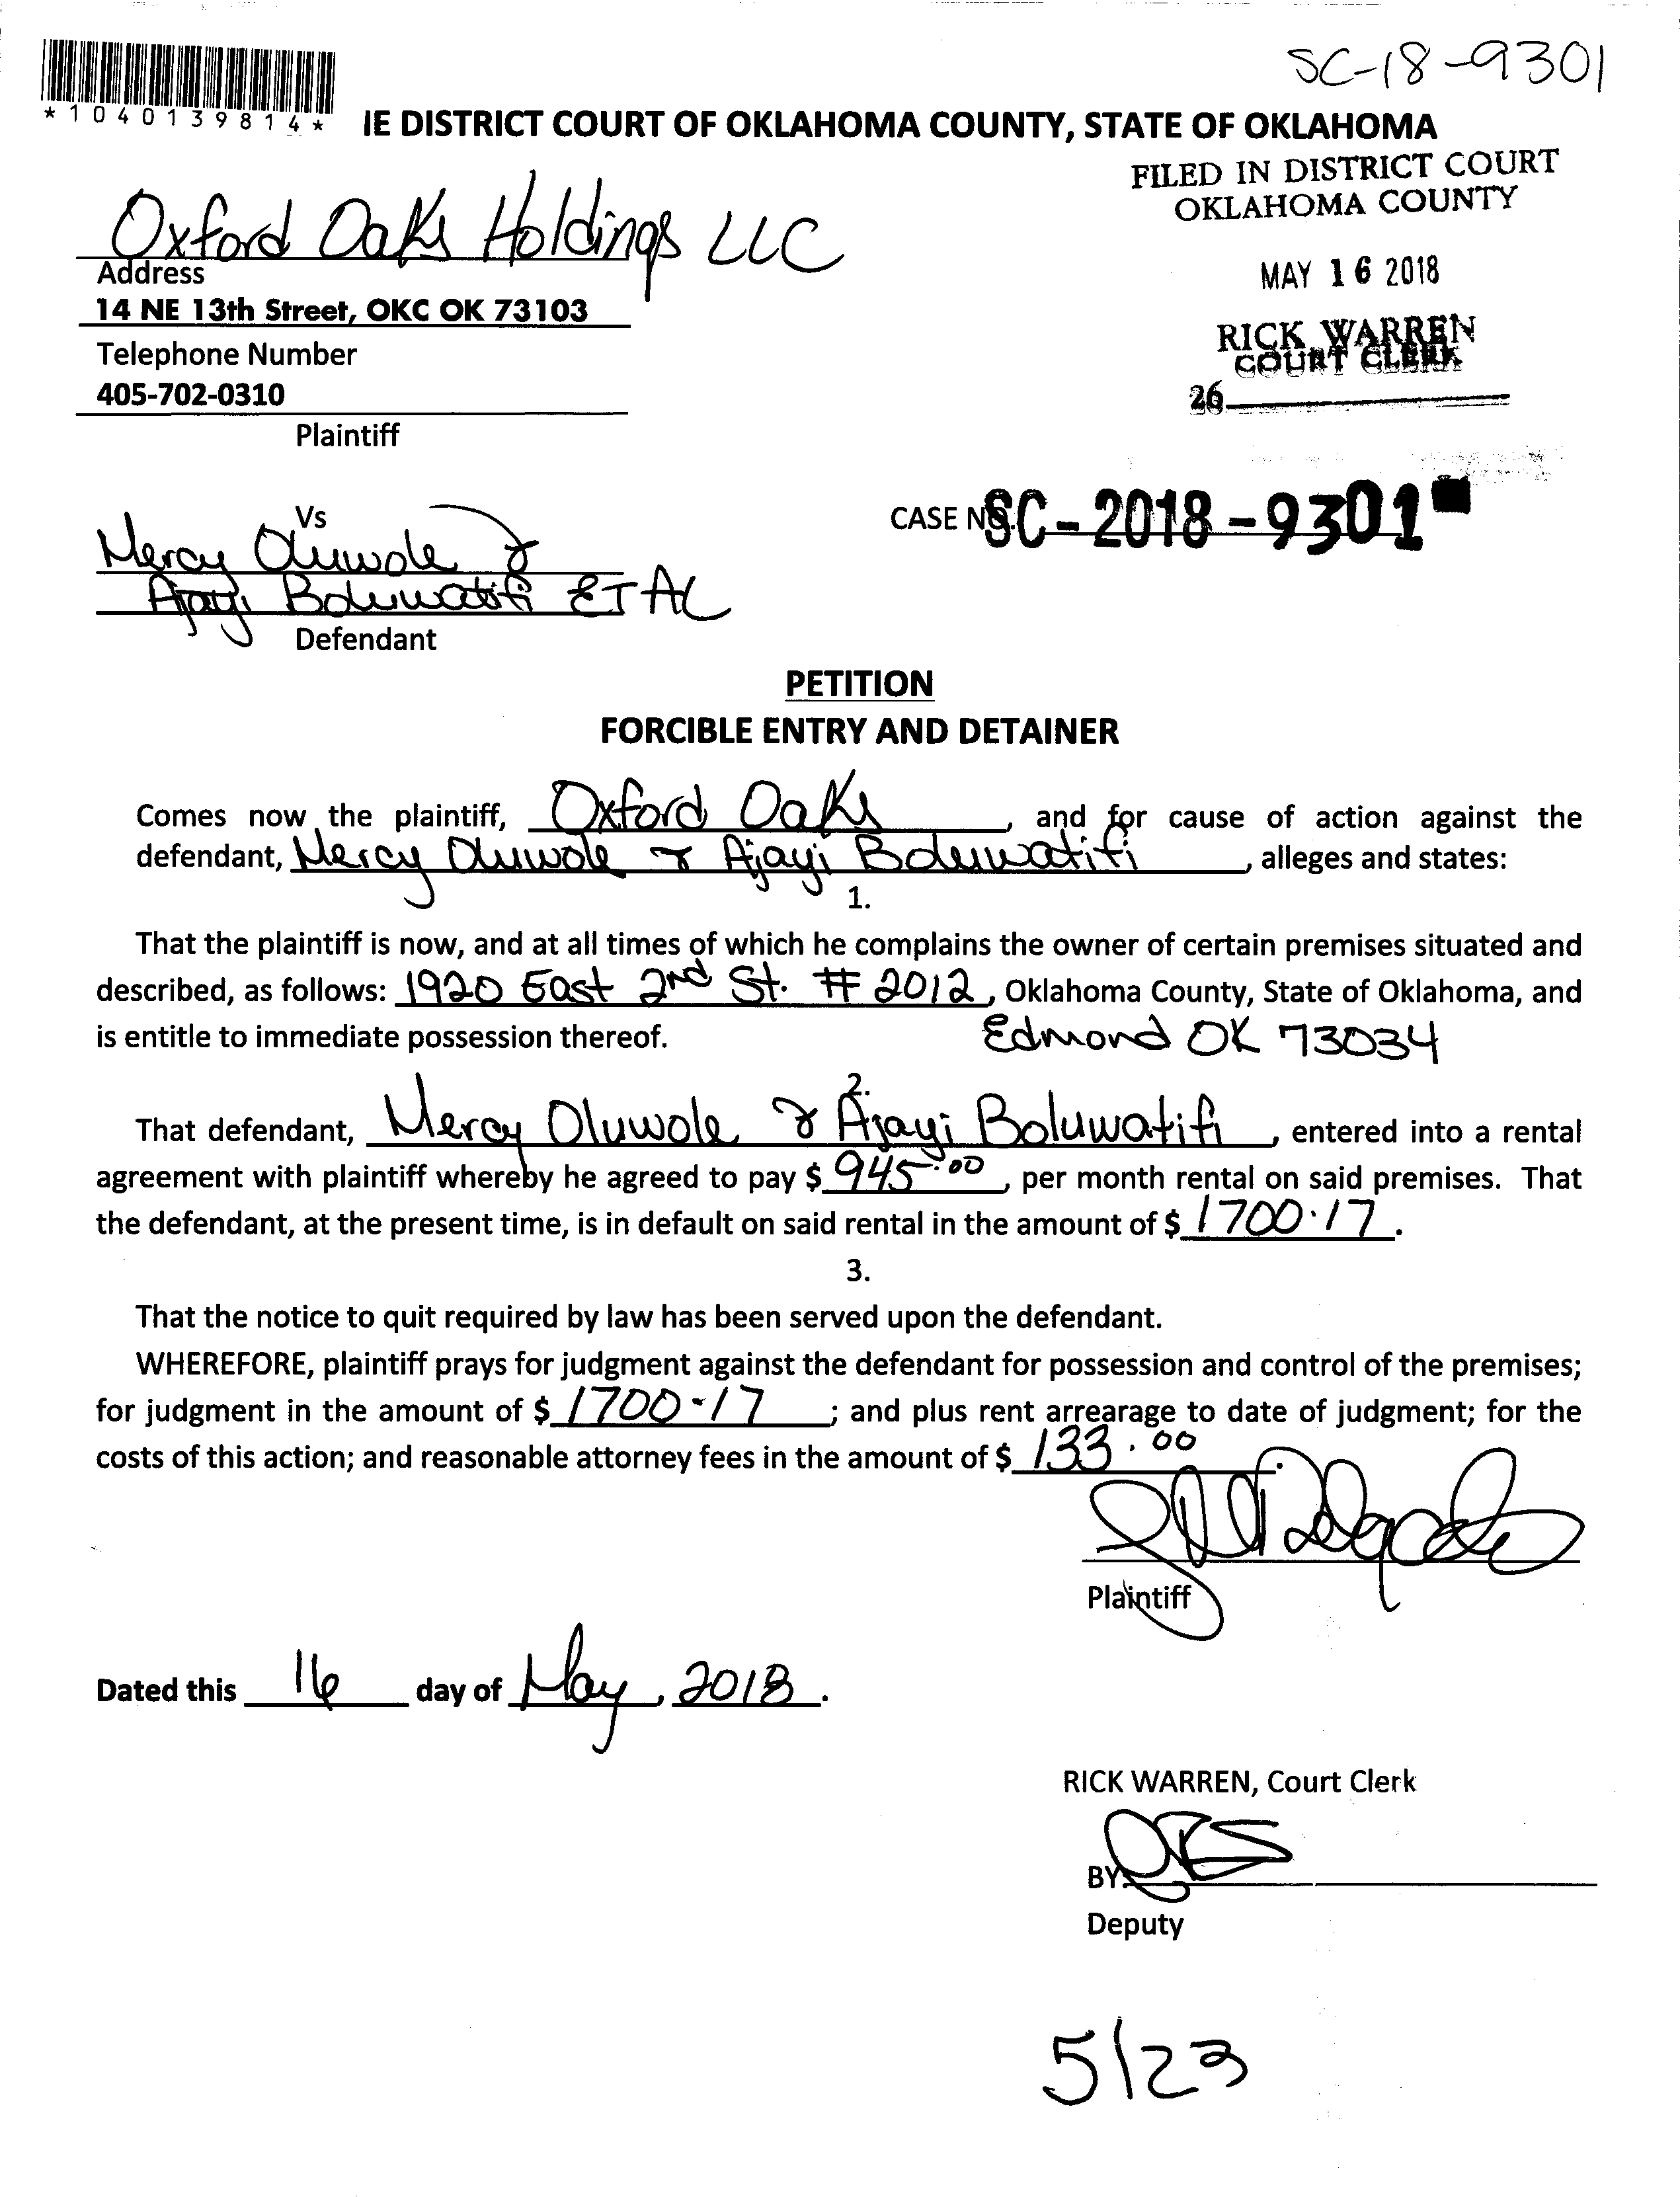 SC-18-9301
*1040139814*
IE DISTRICT COURT OF OKLAHOMA COUNTY, STATE OF OKLAHOMA
FILED IN DISTRICT COURT
OKLAHOMA COUNTY
MAY 16 2018
RICK WARREN
COURT CLERK
26
Oxford Oaks Holdings LLC
Address
14 NE 13th Street, OKC OK 73103
Telephone Number
405-702-0310
Plaintiff
Vs
CASE NO. SC-2018-9301
Mercy Oluwole &
Ajayi Boluwatifi ET AL
Defendant
PETITION
FORCIBLE ENTRY AND DETAINER
Comes now the plaintiff, Oxford Oaks, and for cause of action against the
defendant, Mercy Oluwole & Ajayi Boluwatifi, alleges and states:
1.
That the plaintiff is now, and at all times of which he complains the owner of certain premises situated and
described, as follows: 1920 East 2nd St. # 2012, Oklahoma County, State of Oklahoma, and
is entitle to immediate possession thereof. Edmond OK 73034
2.
That defendant, Mercy Oluwole & Ajayi Boluwatifi, entered into a rental
agreement with plaintiff whereby he agreed to pay $ 945.00, per month rental on said premises. That
the defendant, at the present time, is in default on said rental in the amount of $ 1700.17.
3.
That the notice to quit required by law has been served upon the defendant.
WHEREFORE, plaintiff prays for judgment against the defendant for possession and control of the premises;
for judgment in the amount of $ 1700-17; and plus rent arrearage to date of judgment; for the
costs of this action; and reasonable attorney fees in the amount of $ 133.00.
Plaintiff
Dated this 16 day of May, 2018.
RICK WARREN, Court Clerk
BY:
Deputy
5/23